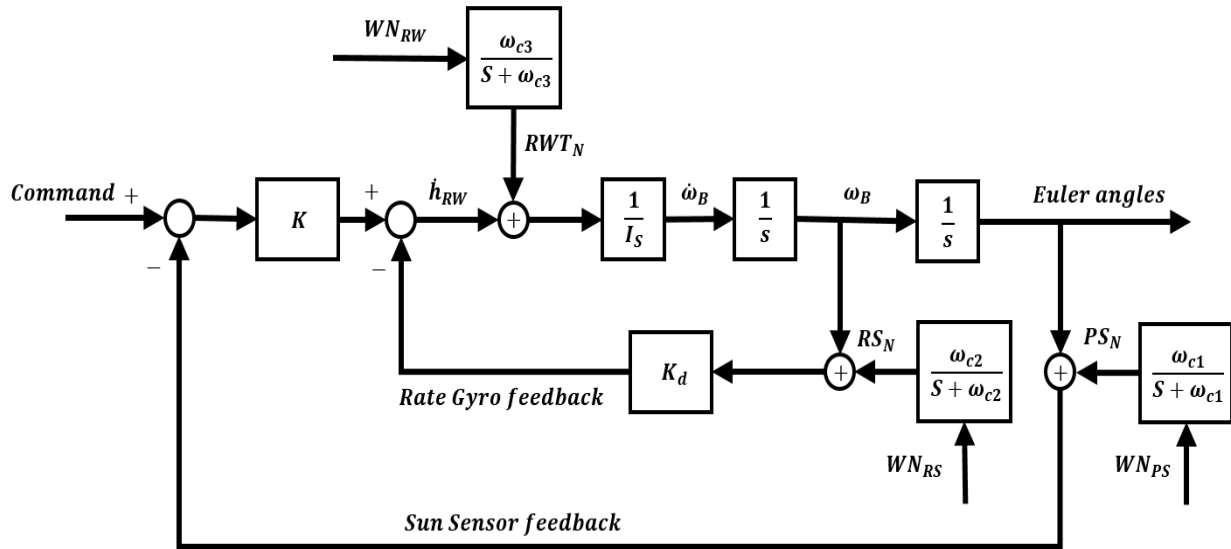 WN_RW
ω_c3
S + ω_c3
RWT_N
Command
+
−
K
+
−
ḣ_RW
+
1
I_S
ω̇_B
1
s
ω_B
1
s
Euler angles
K_d
Rate Gyro feedback
+
RS_N
ω_c2
S + ω_c2
WN_RS
+
PS_N
ω_c1
S + ω_c1
WN_PS
Sun Sensor feedback